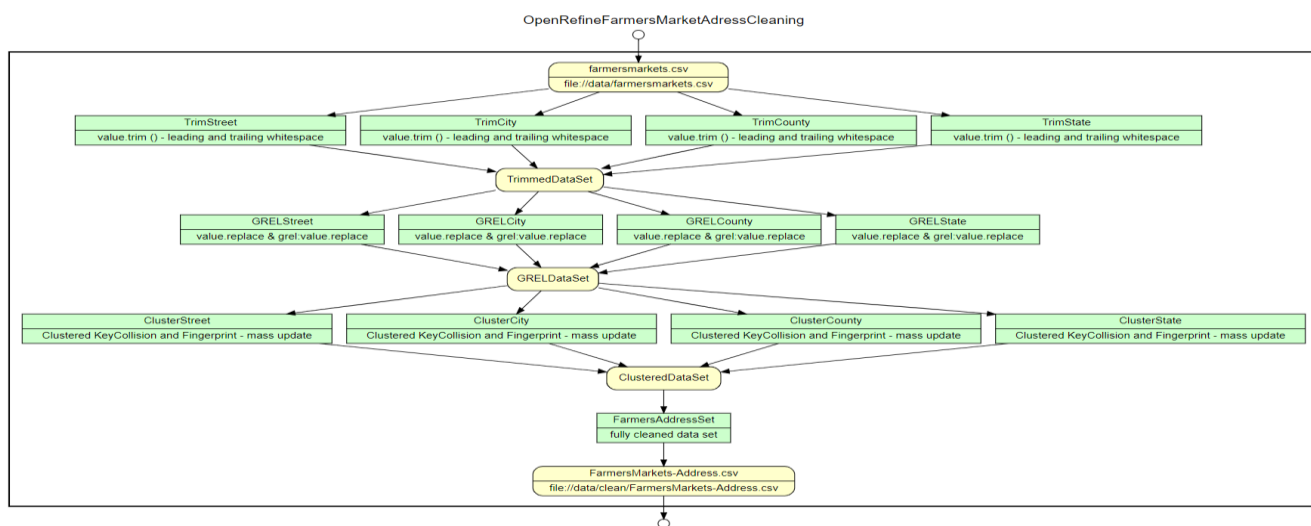 OpenRefineFarmersMarketAdressCleaning
farmersmarkets.csv
file://data/farmersmarkets.csv
TrimStreet
value.trim () - leading and trailing whitespace
TrimCity
value.trim () - leading and trailing whitespace
TrimCounty
value.trim () - leading and trailing whitespace
TrimState
value.trim () - leading and trailing whitespace
TrimmedDataSet
GRELStreet
value.replace & grel:value.replace
GRELCity
value.replace & grel:value.replace
GRELCounty
value.replace & grel:value.replace
GRELState
value.replace & grel:value.replace
GRELDataSet
ClusterStreet
Clustered KeyCollision and Fingerprint - mass update
ClusterCity
Clustered KeyCollision and Fingerprint - mass update
ClusterCounty
Clustered KeyCollision and Fingerprint - mass update
ClusterState
Clustered KeyCollision and Fingerprint - mass update
ClusteredDataSet
FarmersAddressSet
fully cleaned data set
FarmersMarkets-Address.csv
file://data/clean/FarmersMarkets-Address.csv